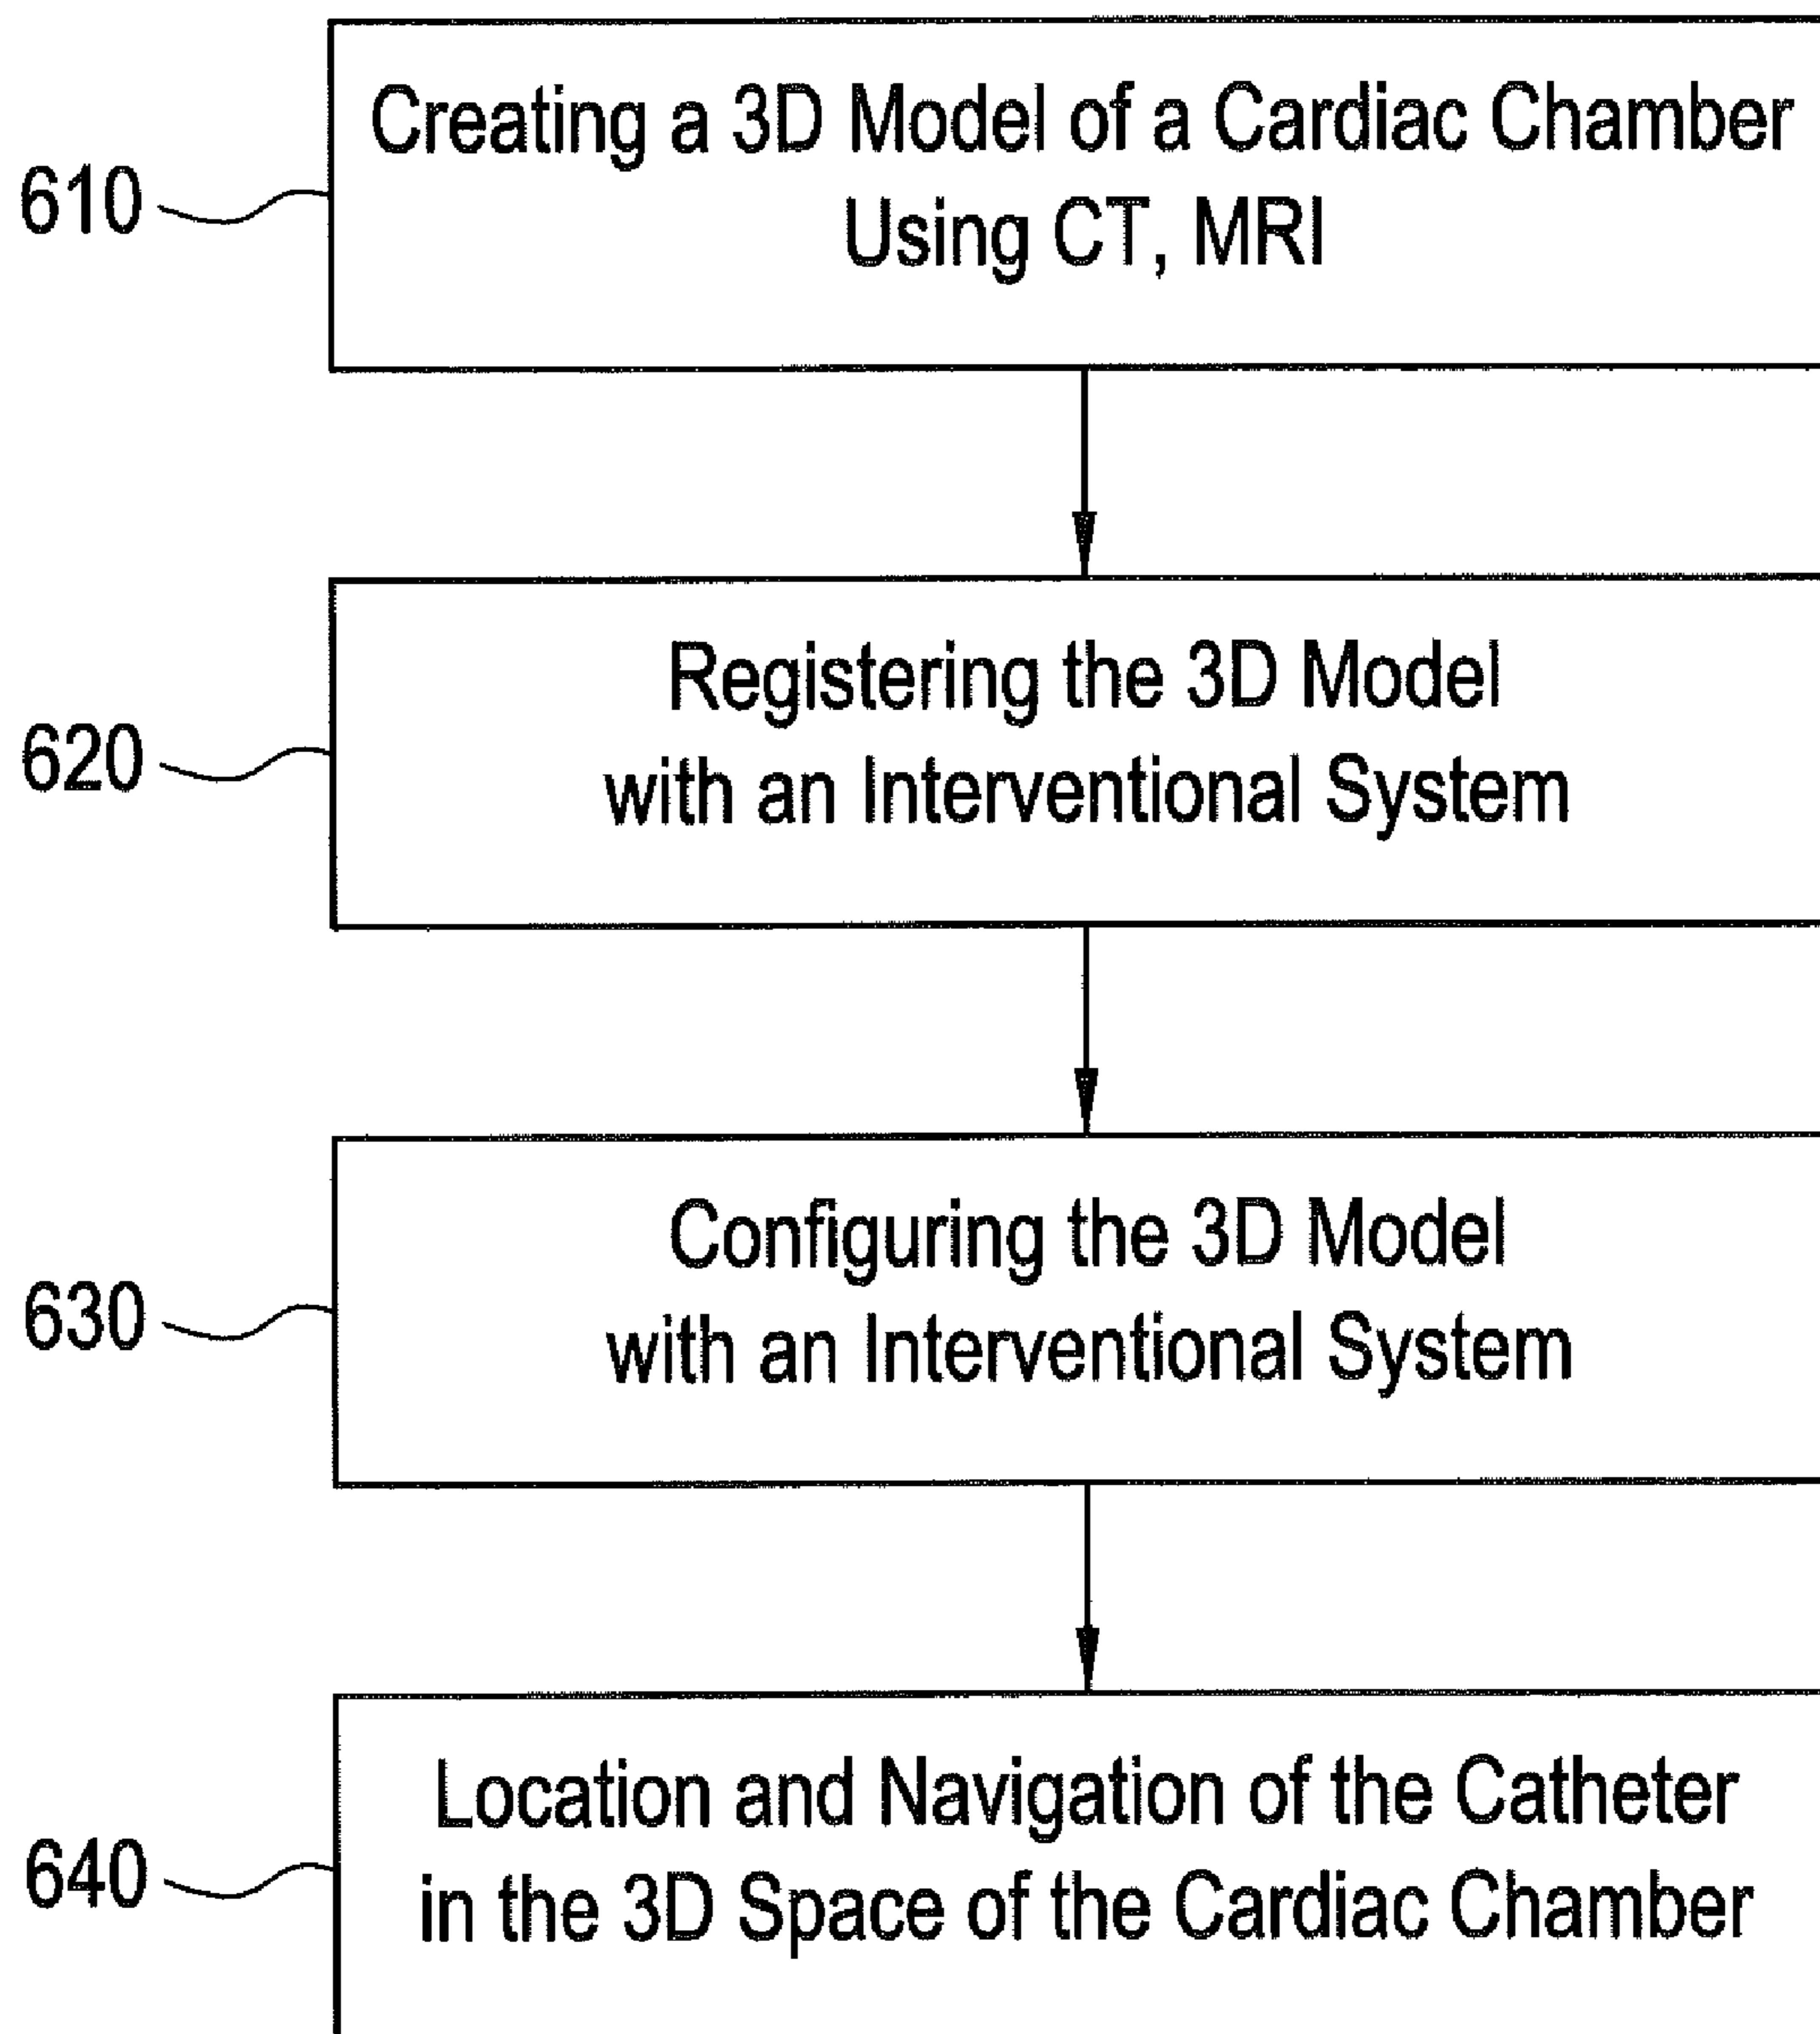 Creating a 3D Model of a Cardiac Chamber
Using CT, MRI
610
Registering the 3D Model
with an Interventional System
620
Configuring the 3D Model
with an Interventional System
630
Location and Navigation of the Catheter
in the 3D Space of the Cardiac Chamber
640